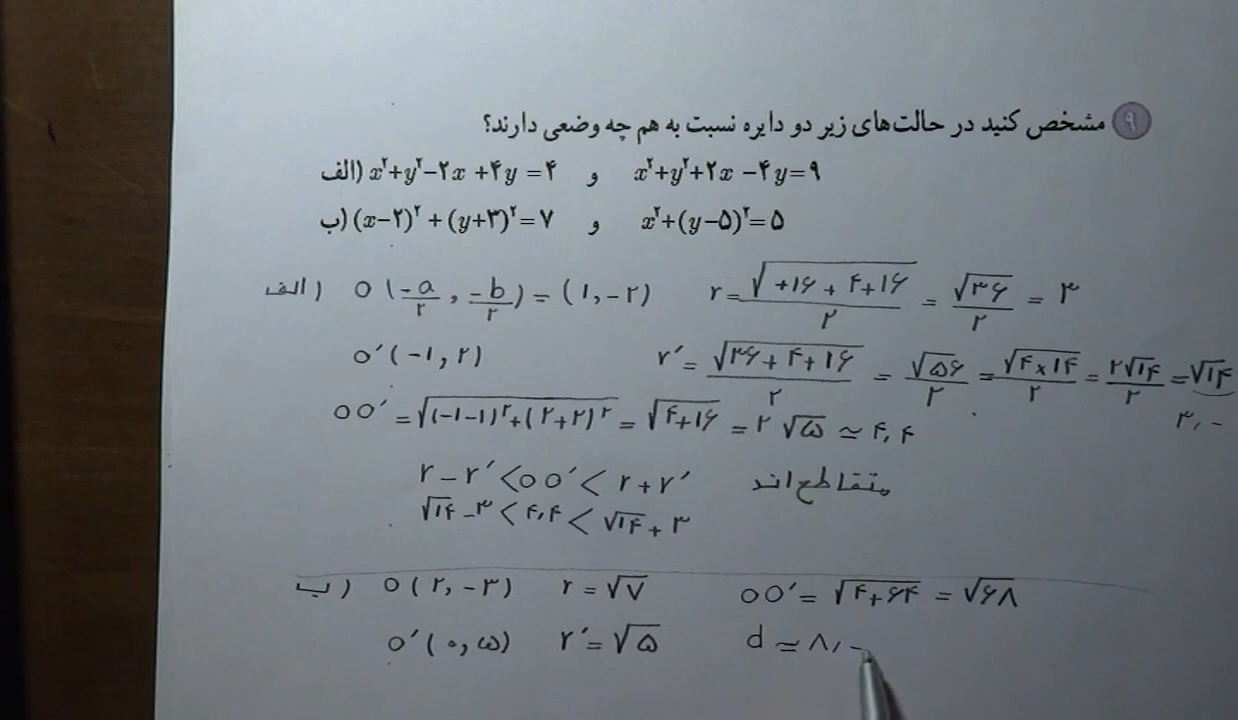 ۹ مشخص کنید در حالت‌های زیر دو دایره نسبت به هم چه وضعی دارند؟
الف) x²+y²−۲x+۴y=۴ و x²+y²+۲x−۴y=۹
ب) (x−۲)²+(y+۳)²=۷ و x²+(y−۵)²=۵
الف) O(-a/۲, -b/۲) = (۱,-۲) r = √(+۱۶+۴+۱۶)/۲ = √۳۶/۲ = ۳
O′(-۱,۲) r′ = √(۳۶+۴+۱۶)/۲ = √۵۶/۲ = √(۴×۱۴)/۲ = ۲√۱۴/۲ = √۱۴
OO′ = √((-۱-۱)²+(۲+۲)²) = √(۴+۱۶) = ۲√۵ ≃ ۴,۴ ۳,-
r-r′ < OO′ < r+r′ متقاطع‌اند
√۱۴-۳ < ۴,۴ < √۱۴+۳
ب) O(۲,-۳) r=√۷ OO′ = √(۴+۶۴) = √۶۸
O′(۰,۵) r′=√۵ d ≃ ۸,-